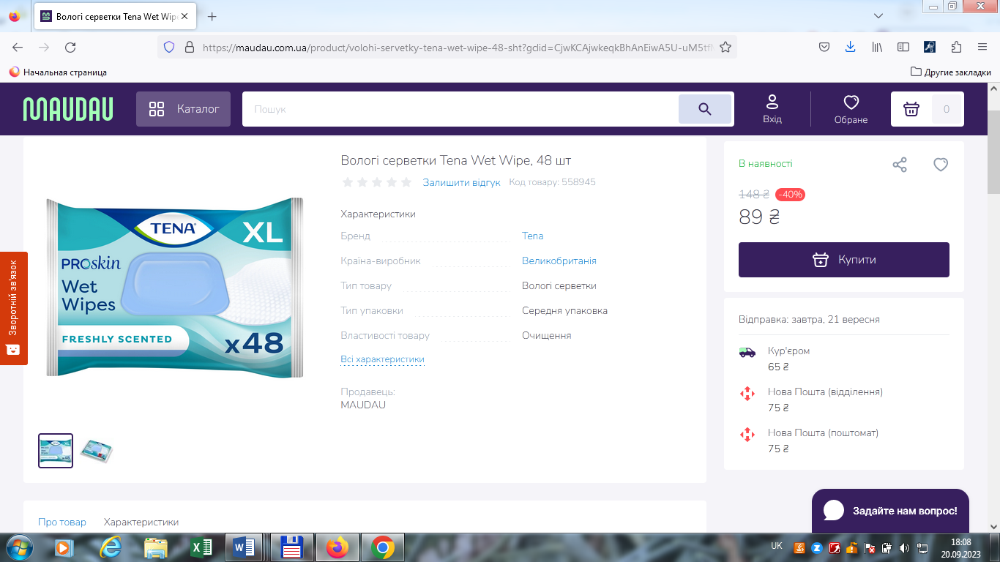 Вологі серветки Tena Wet Wipe
https://maudau.com.ua/product/volohi-servetky-tena-wet-wipe-48-sht?gclid=CjwKCAjwkeqkBhAnEiwA5U-uM5tf
Начальная страница
Другие закладки
MAUDAU
Каталог
Пошук
Вхід
Обране
0
Вологі серветки Tena Wet Wipe, 48 шт
Залишити відгук
Код товару: 558945
Характеристики
Бренд
Tena
Країна-виробник
Великобританія
Тип товару
Вологі серветки
Тип упаковки
Середня упаковка
Властивості товару
Очищення
Всі характеристики
Продавець:
MAUDAU
TENA
XL
PROskin
Wet
Wipes
FRESHLY SCENTED
x48
Зворотній зв'язок
В наявності
148 ₴
-40%
89 ₴
Купити
Відправка: завтра, 21 вересня
Кур'єром
65 ₴
Нова Пошта (відділення)
75 ₴
Нова Пошта (поштомат)
75 ₴
Про товар
Характеристики
Задайте нам вопрос!
UK
18:08
20.09.2023